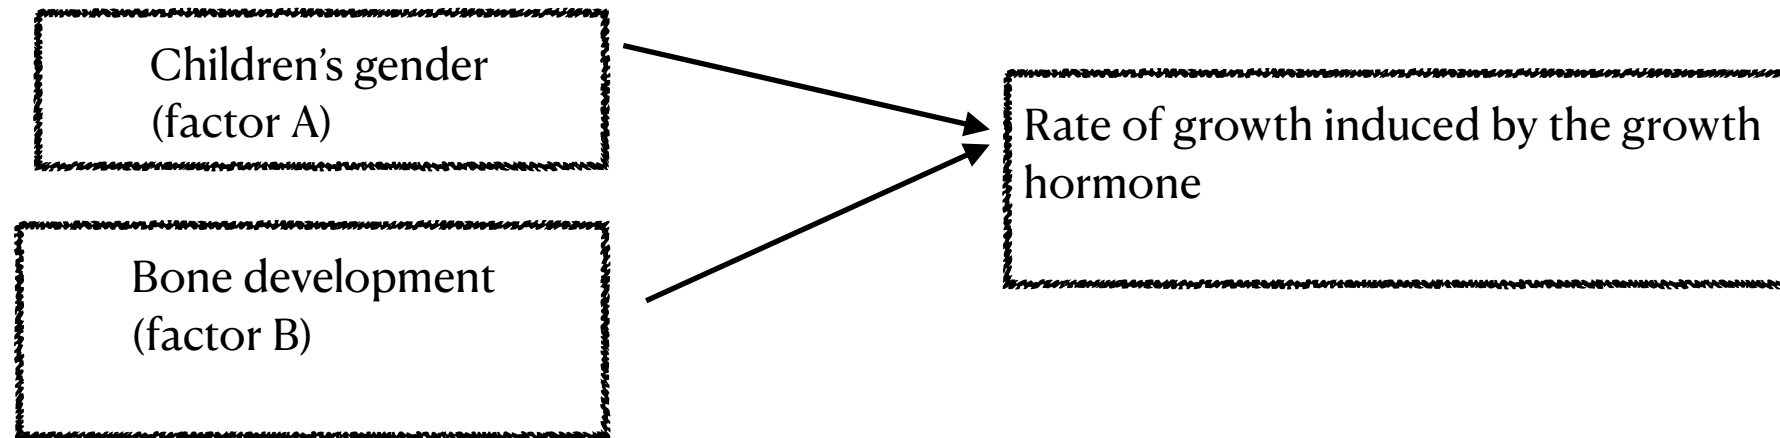 Children’s gender
(factor A)
Bone development
(factor B)
Rate of growth induced by the growth
hormone